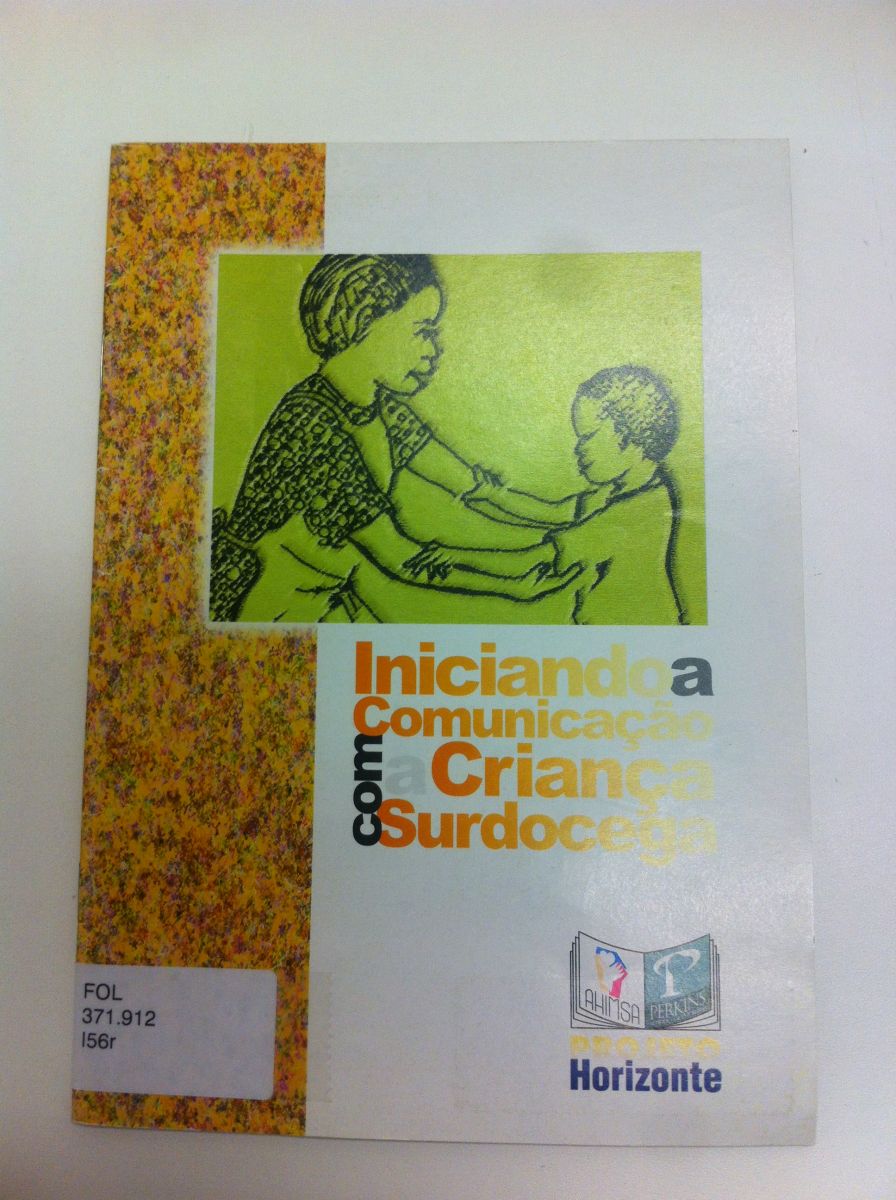 Iniciando a
Comunicação
com a Criança
Surdocega
AHIMSA
PERKINS
PROJETO
Horizonte
FOL
371.912
I56r